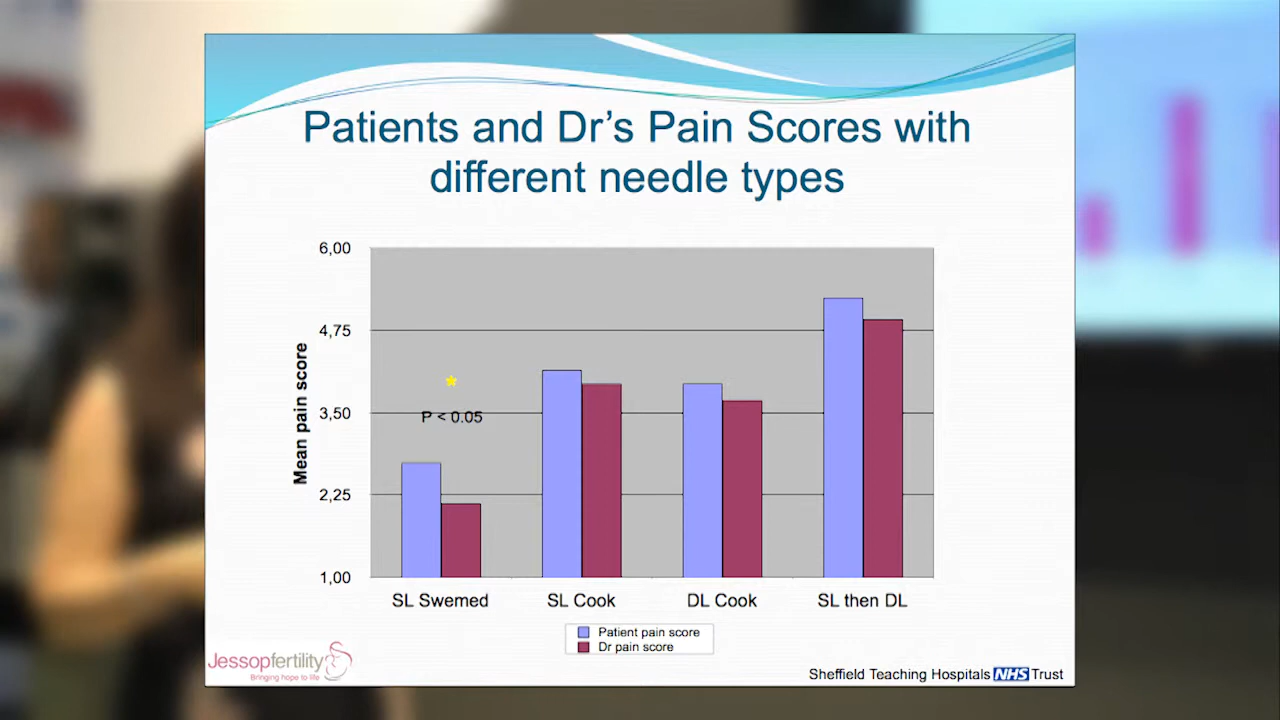 Patients and Dr's Pain Scores with
different needle types
6,00
4,75
3,50
2,25
1,00
Mean pain score
*
P < 0.05
SL Swemed
SL Cook
DL Cook
SL then DL
Patient pain score
Dr pain score
Jessopfertility
Bringing hope to life
Sheffield Teaching Hospitals NHS Trust